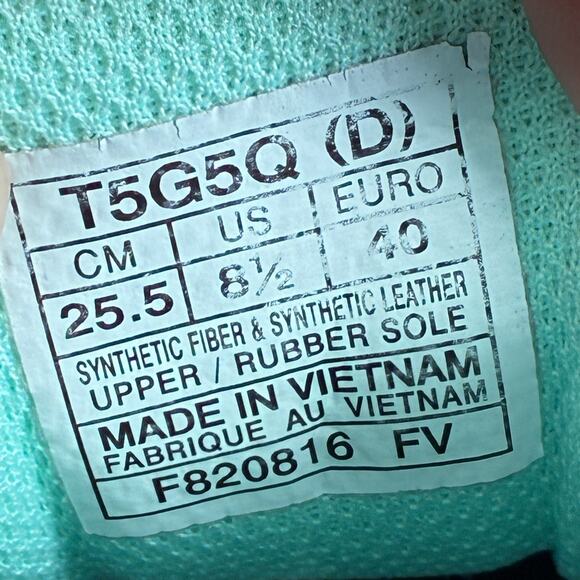 T5G5Q (D)
CM US EURO
25.5 8½ 40
SYNTHETIC FIBER & SYNTHETIC LEATHER
UPPER / RUBBER SOLE
MADE IN VIETNAM
FABRIQUE AU VIETNAM
F820816 FV